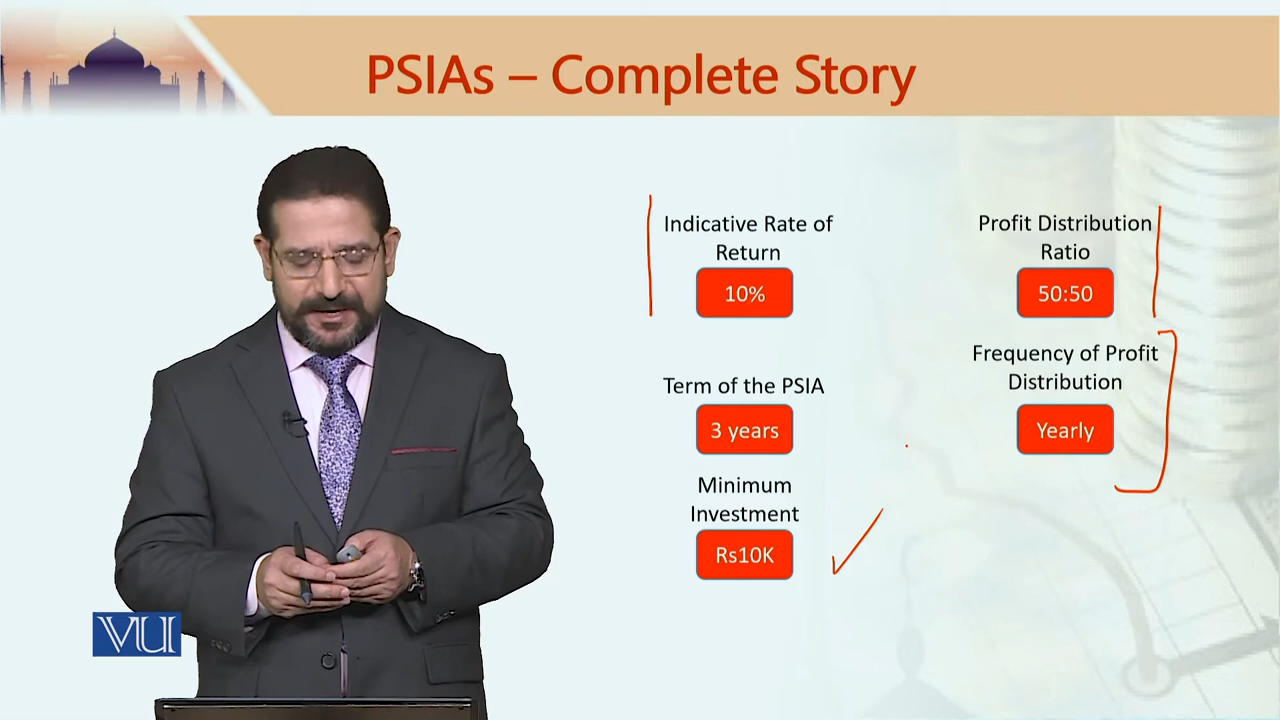 PSIAs – Complete Story
Indicative Rate of
Return
10%
Profit Distribution
Ratio
50:50
Term of the PSIA
3 years
Frequency of Profit
Distribution
Yearly
Minimum
Investment
Rs10K
VU